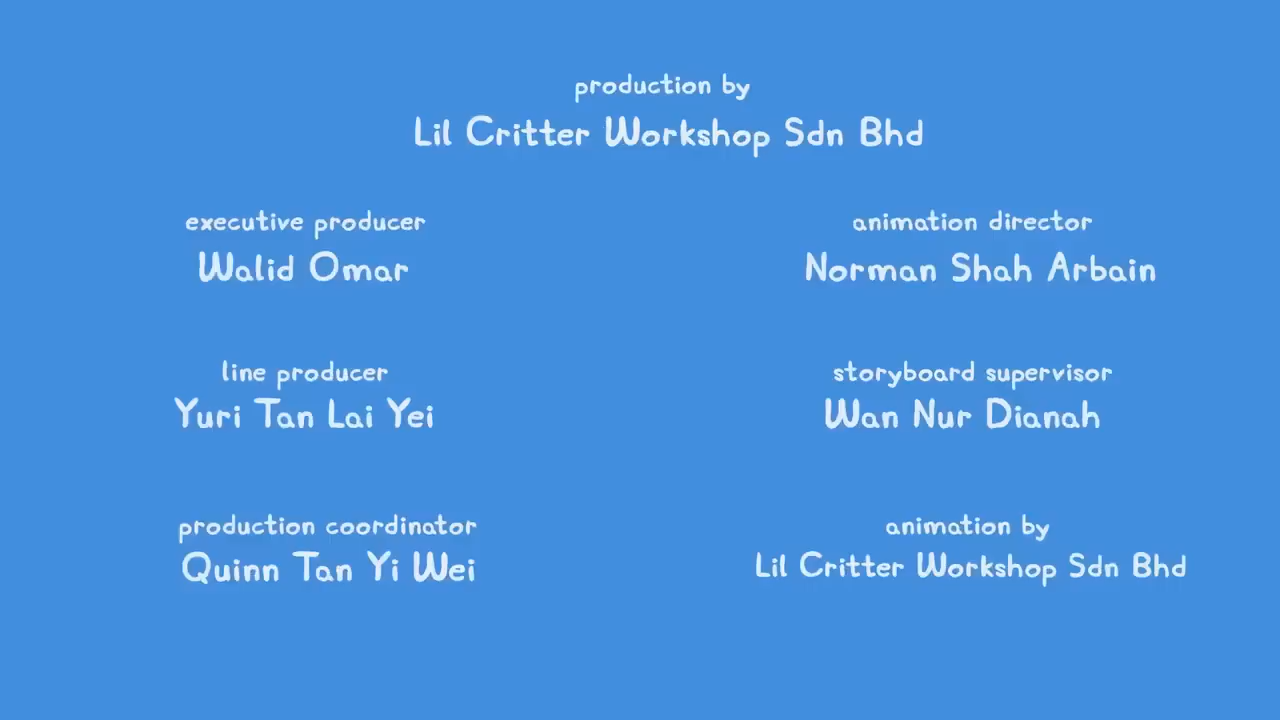 production by
Lil Critter Workshop Sdn Bhd
executive producer
Walid Omar
animation director
Norman Shah Arbain
line producer
Yuri Tan Lai Yei
storyboard supervisor
Wan Nur Dianah
production coordinator
Quinn Tan Yi Wei
animation by
Lil Critter Workshop Sdn Bhd